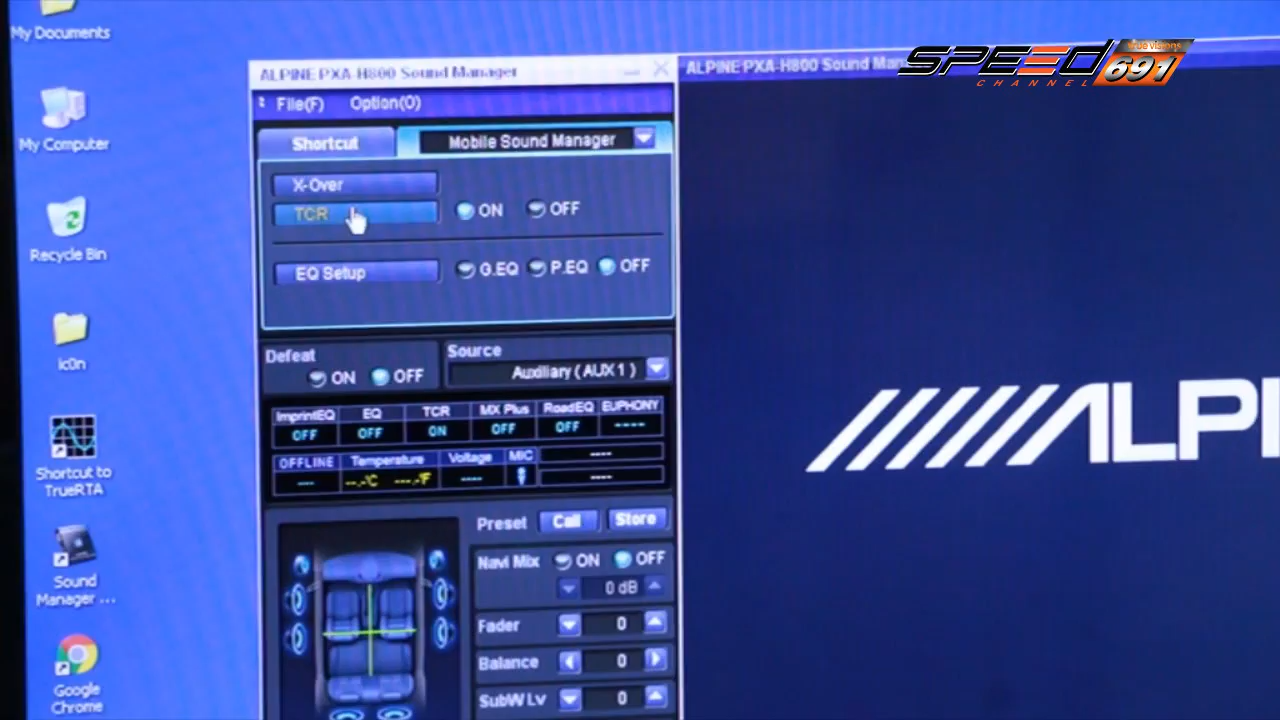 My Documents
My Computer
Recycle Bin
Ic0n
Shortcut to
TrueRTA
Sound
Manager ...
Google
Chrome
ALPINE PXA-H800 Sound Manager
File(F) Option(O)
Shortcut
Mobile Sound Manager
X-Over
TCR
ON OFF
EQ Setup
G.EQ P.EQ OFF
Defeat
ON OFF
Source
Auxiliary ( AUX 1 )
ImprintEQ EQ TCR MX Plus RoadEQ EUPHONY
OFF OFF ON OFF OFF ----
OFFLINE Temperature Voltage MIC ----
--- --.-℃ ---.-℉ ---- ----
Preset Call Store
Navi Mix ON OFF
0 dB
Fader 0
Balance 0
SubW Lv 0
ALPINE PXA-H800 Sound Man
SPEED
CHANNEL
truevisions
691
ALPI